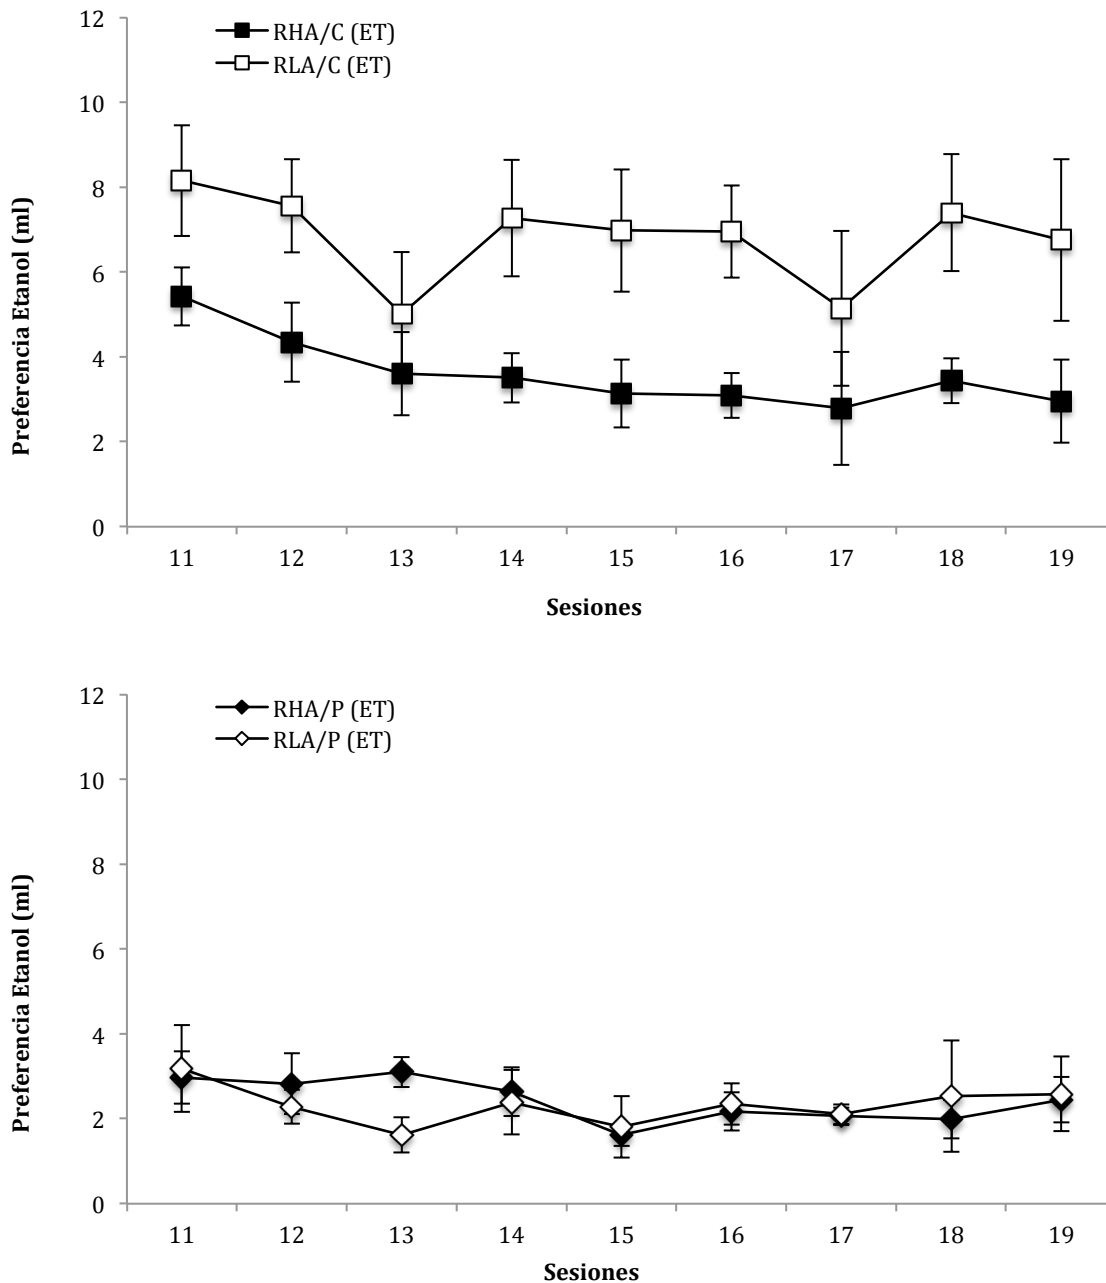 12
10
8
6
4
2
0
Preferencia Etanol (ml)
RHA/C (ET)
RLA/C (ET)
11 12 13 14 15 16 17 18 19
Sesiones
12
10
8
6
4
2
0
Preferencia Etanol (ml)
RHA/P (ET)
RLA/P (ET)
11 12 13 14 15 16 17 18 19
Sesiones